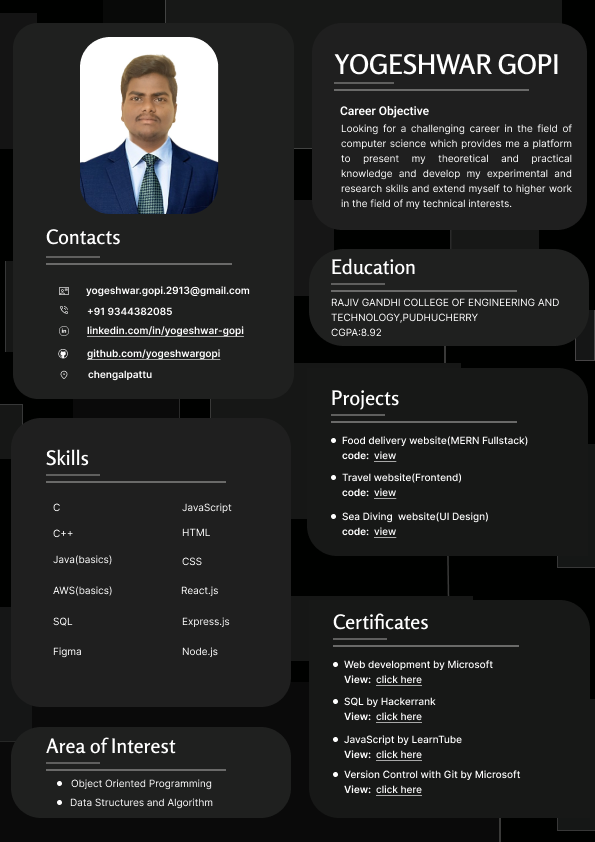 YOGESHWAR GOPI
Career Objective
Looking for a challenging career in the field of
computer science which provides me a platform
to present my theoretical and practical
knowledge and develop my experimental and
research skills and extend myself to higher work
in the field of my technical interests.
Contacts
yogeshwar.gopi.2913@gmail.com
+91 9344382085
linkedin.com/in/yogeshwar-gopi
github.com/yogeshwargopi
chengalpattu
Education
RAJIV GANDHI COLLEGE OF ENGINEERING AND
TECHNOLOGY,PUDHUCHERRY
CGPA:8.92
Projects
Food delivery website(MERN Fullstack)
code: view
Travel website(Frontend)
code: view
Sea Diving website(UI Design)
code: view
Skills
C JavaScript
C++ HTML
Java(basics) CSS
AWS(basics) React.js
SQL Express.js
Figma Node.js
Certificates
Web development by Microsoft
View: click here
SQL by Hackerrank
View: click here
JavaScript by LearnTube
View: click here
Version Control with Git by Microsoft
View: click here
Area of Interest
Object Oriented Programming
Data Structures and Algorithm